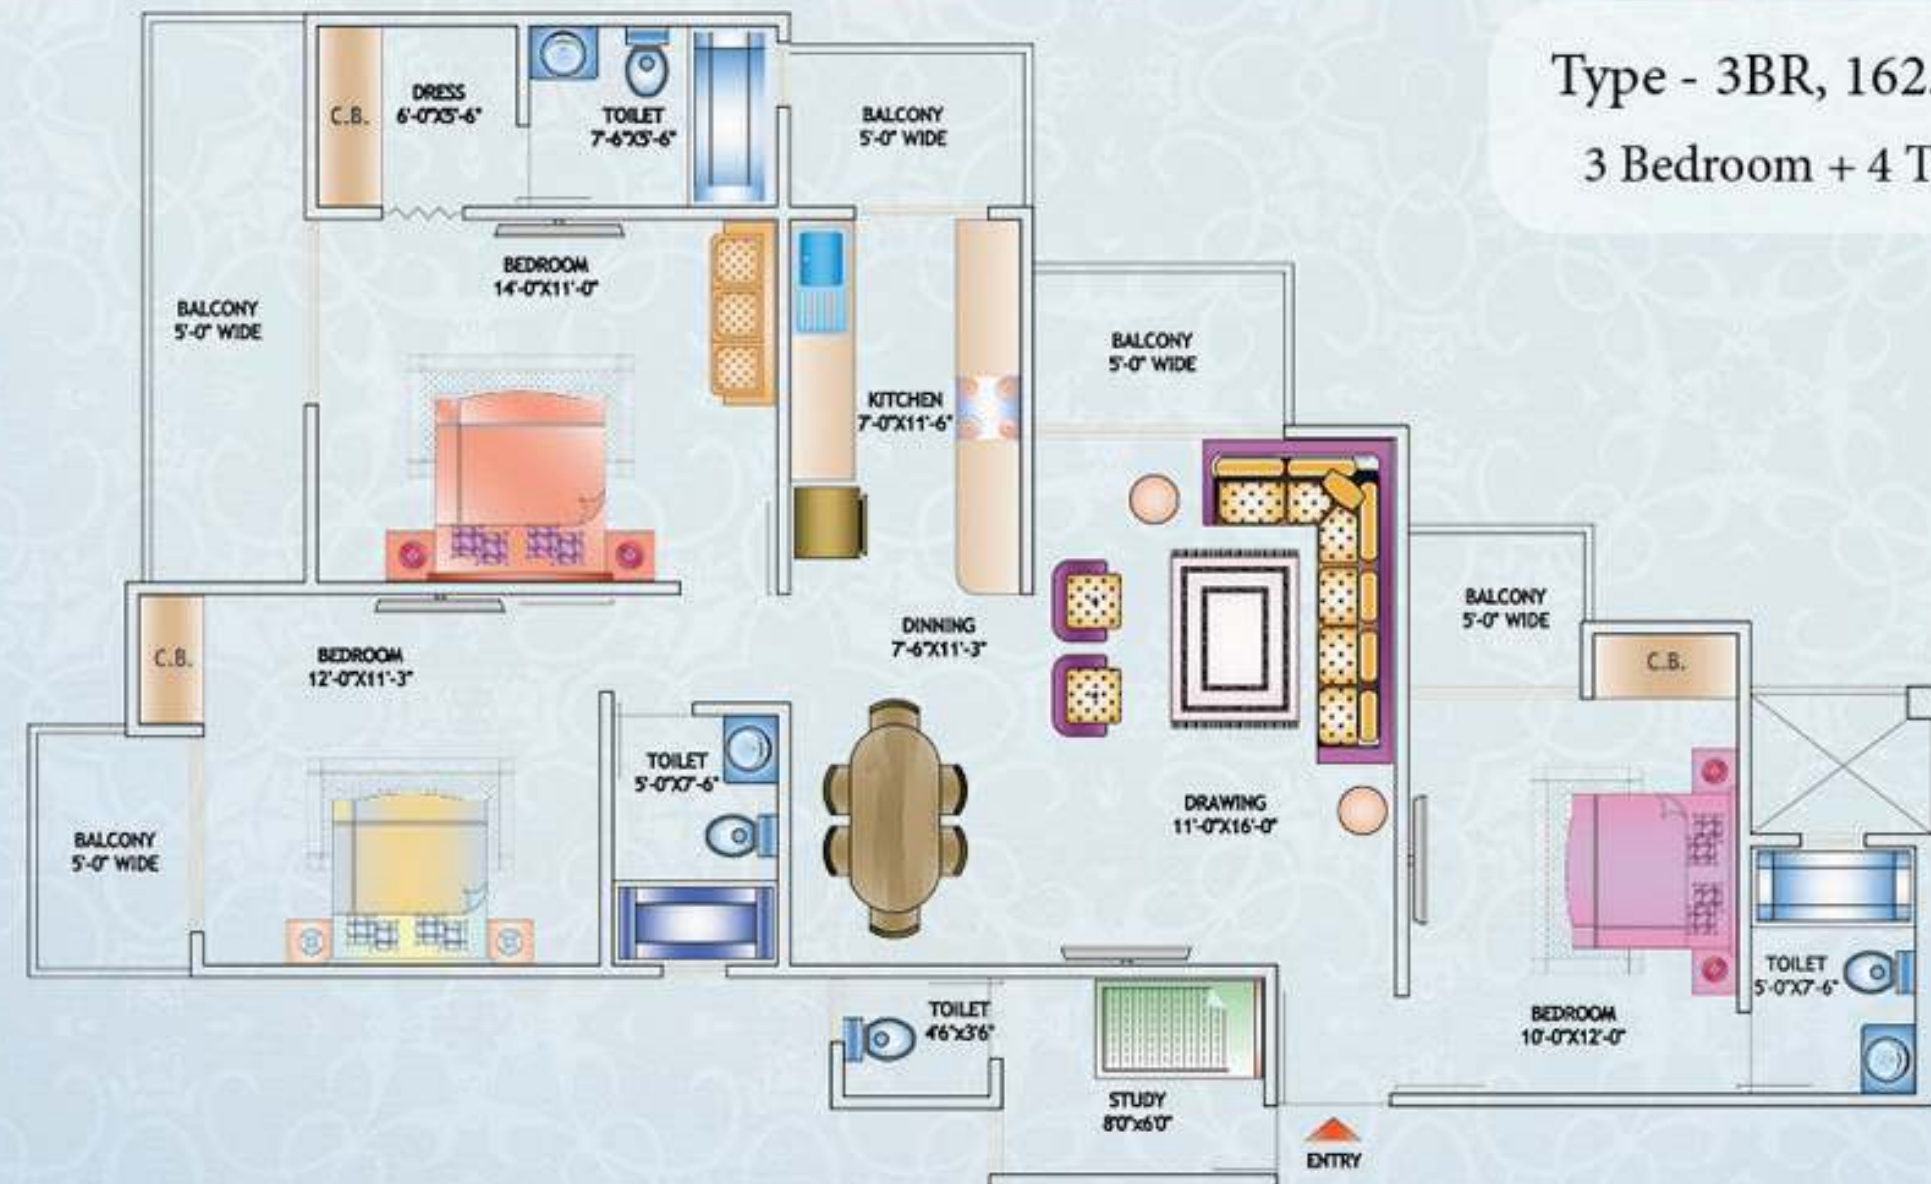 Type - 3BR, 162
3 Bedroom + 4 T
C.B.
DRESS
6'-0"X5'-6"
TOILET
7'-6"X5'-6"
BALCONY
5'-0" WIDE
BEDROOM
14'-0"X11'-0"
BALCONY
5'-0" WIDE
BALCONY
5'-0" WIDE
KITCHEN
7'-0"X11'-6"
C.B.
BEDROOM
12'-0"X11'-3"
DINNING
7'-6"X11'-3"
BALCONY
5'-0" WIDE
C.B.
TOILET
5'-0"X7'-6"
DRAWING
11'-0"X16'-0"
BALCONY
5'-0" WIDE
TOILET
5'-0"X7'-6"
TOILET
4'6"x3'6"
BEDROOM
10'-0"X12'-0"
STUDY
8'0"x6'0"
ENTRY